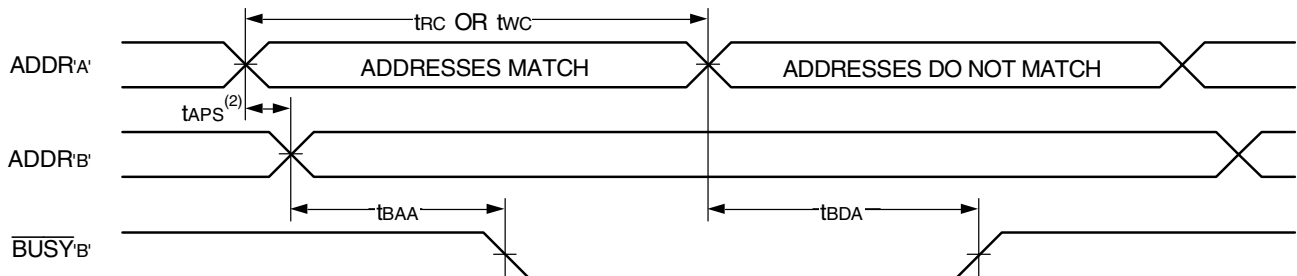 tRC OR tWC
ADDR'A' ADDRESSES MATCH ADDRESSES DO NOT MATCH
tAPS(2)
ADDR'B'
tBAA tBDA
BUSY'B'